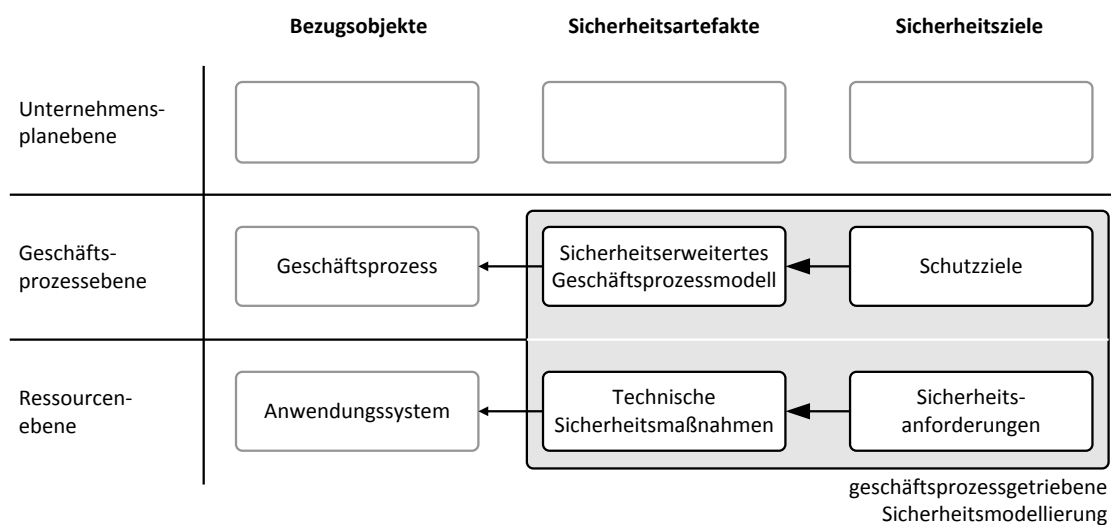 Bezugsobjekte Sicherheitsartefakte Sicherheitsziele
Unternehmens-
planebene
Geschäfts-
prozessebene
Geschäftsprozess
Sicherheitserweitertes
Geschäftsprozessmodell
Schutzziele
Ressourcen-
ebene
Anwendungssystem
Technische
Sicherheitsmaßnahmen
Sicherheits-
anforderungen
geschäftsprozessgetriebene
Sicherheitsmodellierung